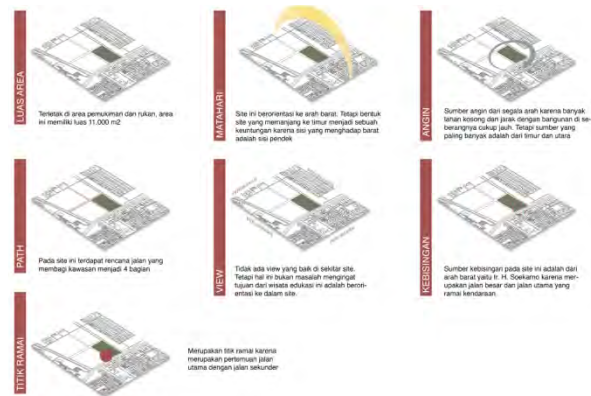 LUAS AREA
Terletak di area pemukiman dan rukan, area
ini memiliki luas 11.000 m2
MATAHARI
Site ini berorientasi ke arah barat. Tetapi bentuk
site yang memanjang ke timur menjadi sebuah
keuntungan karena sisi yang menghadap barat
adalah sisi pendek
ANGIN
Sumber angin dari segala arah karena banyak
lahan kosong dan jarak dengan bangunan di se-
berangnya cukup jauh. Tetapi sumber yang
paling banyak adalah dari timur dan utara
PATH
Pada site ini terdapat rencana jalan yang
membagi kawasan menjadi 4 bagian
VIEW
Tidak ada view yang baik di sekitar site.
Tetapi hal ini bukan masalah mengingat
tujuan dari wisata edukasi ini adalah berori-
entasi ke dalam site.
KEBISINGAN
Sumber kebisingan pada site ini adalah dari
arah barat yaitu Ir. H. Soekarno karena mer-
upakan jalan besar dan jalan utama yang
ramai kendaraan.
TITIK RAMAI
Merupakan titik ramai karena
merupakan pertemuan jalan
utama dengan jalan sekunder